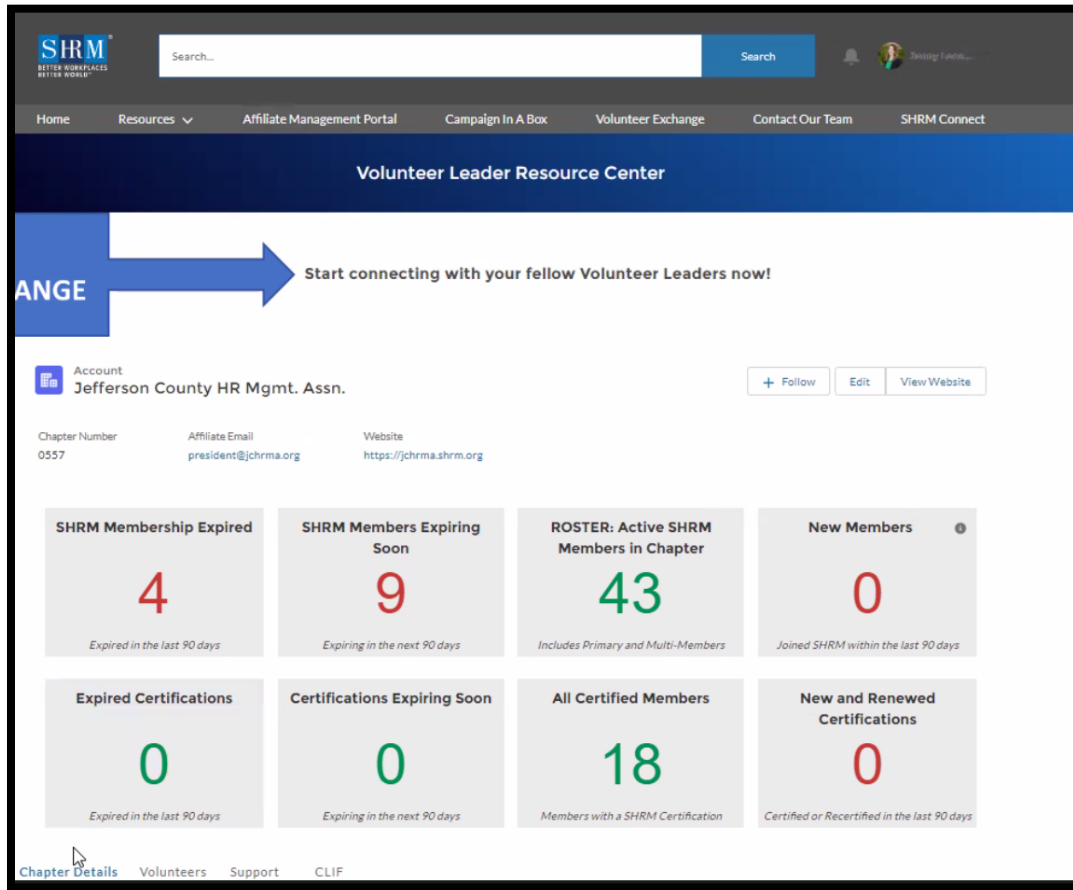 SHRM
BETTER WORKPLACES
BETTER WORLD™
Search...
Search
Home Resources Affiliate Management Portal Campaign In A Box Volunteer Exchange Contact Our Team SHRM Connect
Volunteer Leader Resource Center
ANGE
Start connecting with your fellow Volunteer Leaders now!
Account
Jefferson County HR Mgmt. Assn.
+ Follow Edit View Website
Chapter Number Affiliate Email Website
0557 president@jchrma.org https://jchrma.shrm.org
SHRM Membership Expired
4
Expired in the last 90 days
SHRM Members Expiring
Soon
9
Expiring in the next 90 days
ROSTER: Active SHRM
Members in Chapter
43
Includes Primary and Multi-Members
New Members
0
Joined SHRM within the last 90 days
Expired Certifications
0
Expired in the last 90 days
Certifications Expiring Soon
0
Expiring in the next 90 days
All Certified Members
18
Members with a SHRM Certification
New and Renewed
Certifications
0
Certified or Recertified in the last 90 days
Chapter Details Volunteers Support CLIF